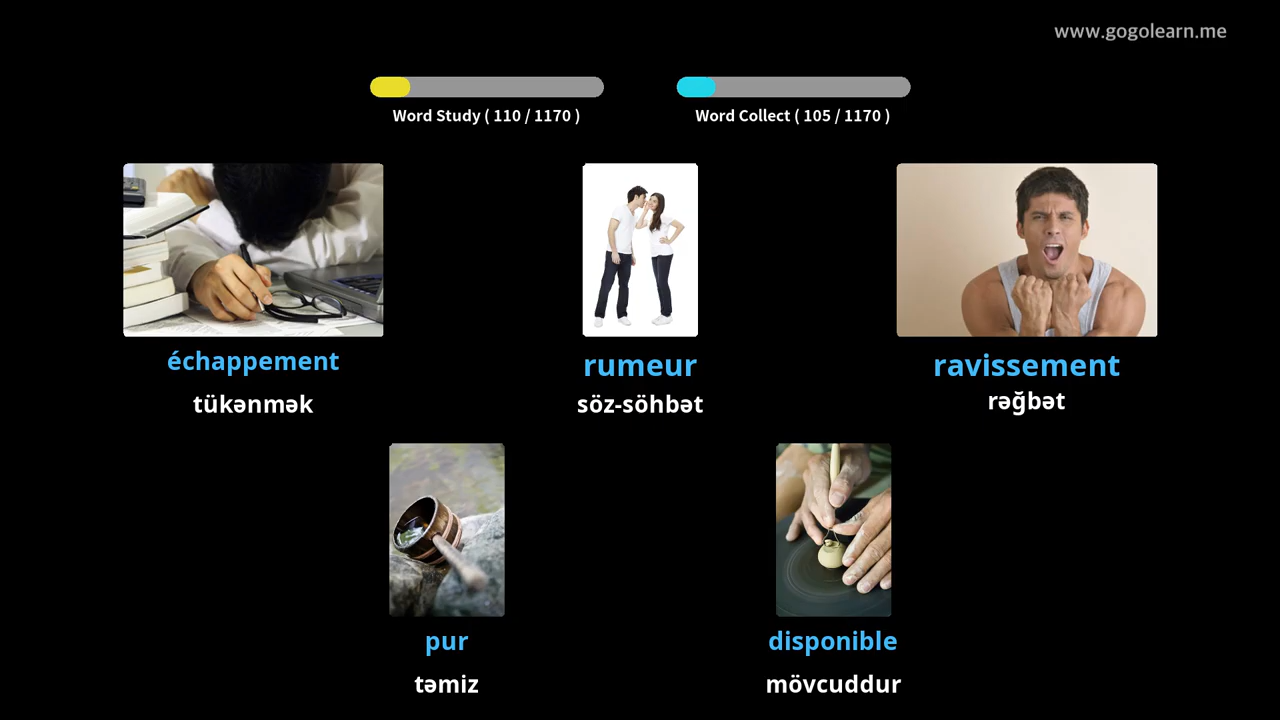 www.gogolearn.me
Word Study ( 110 / 1170 )
Word Collect ( 105 / 1170 )
échappement
rumeur
ravissement
tükənmək
söz-söhbət
rəğbət
pur
disponible
təmiz
mövcuddur